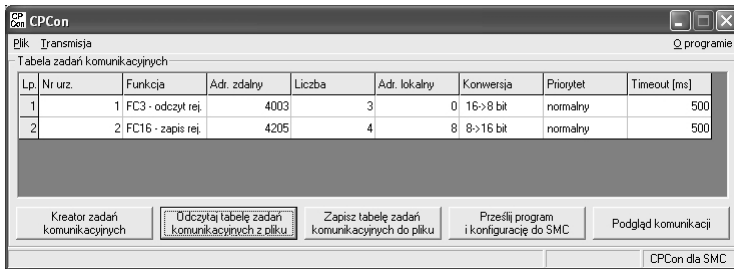 CP Con CPCon
Plik Transmisja O programie
Tabela zadań komunikacyjnych
Lp. Nr urz. Funkcja Adr. zdalny Liczba Adr. lokalny Konwersja Priorytet Timeout [ms]
1 1 FC3 - odczyt rej. 4003 3 0 16->8 bit normalny 500
2 2 FC16 - zapis rej. 4205 4 8 8->16 bit normalny 500
Kreator zadań komunikacyjnych
Odczytaj tabelę zadań komunikacyjnych z pliku
Zapisz tabelę zadań komunikacyjnych do pliku
Prześlij program i konfigurację do SMC
Podgląd komunikacji
CPCon dla SMC